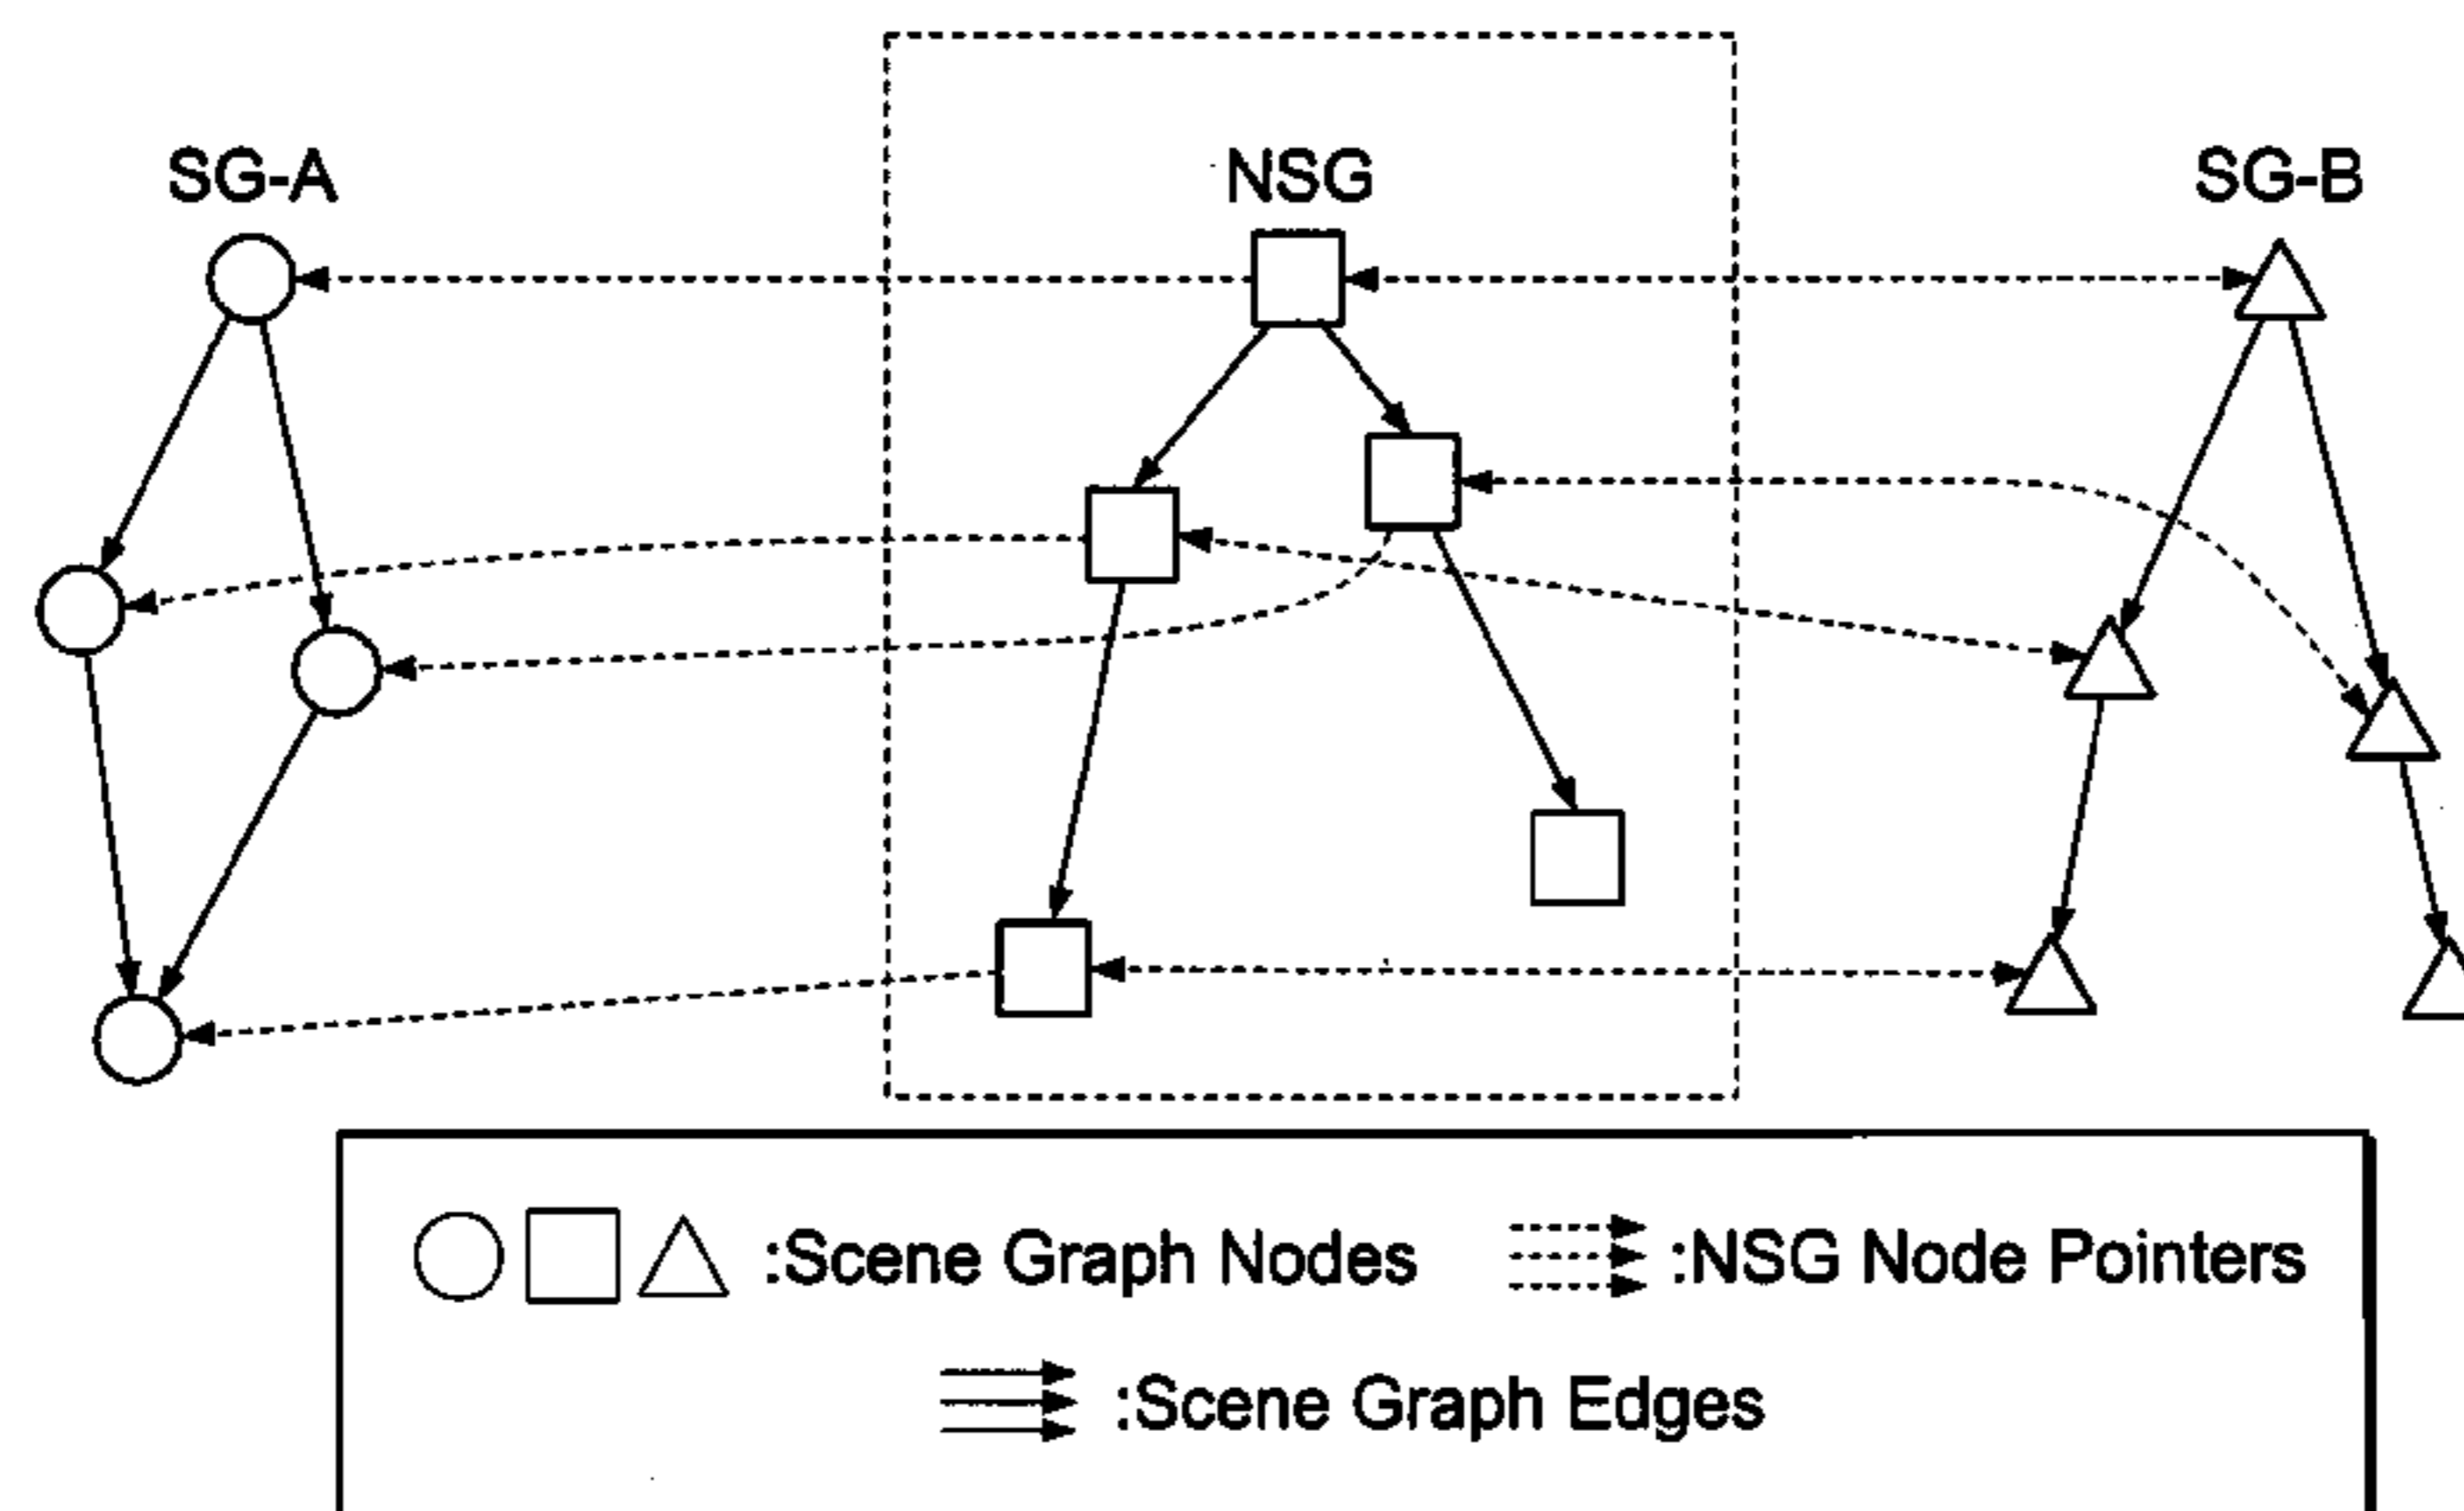 SG-A
NSG
SG-B
:Scene Graph Nodes
:NSG Node Pointers
:Scene Graph Edges